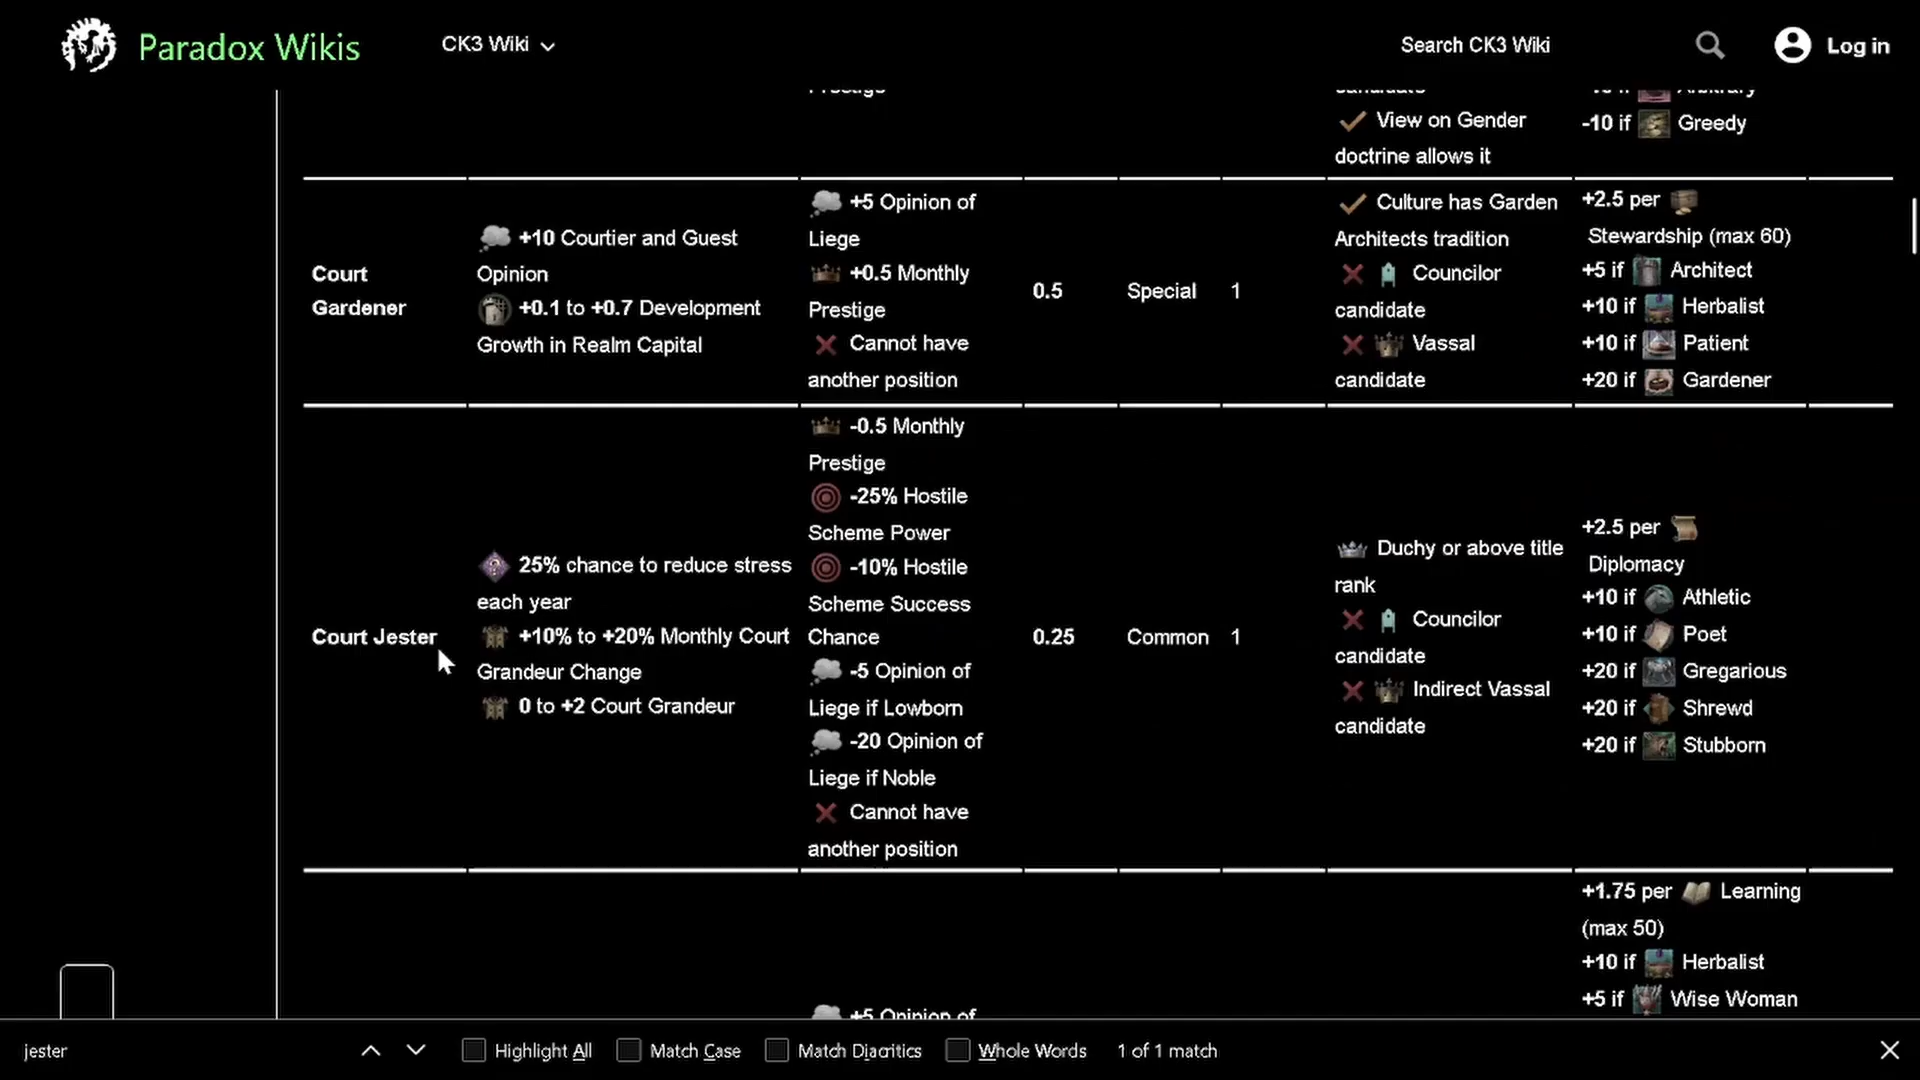 Paradox Wikis
CK3 Wiki
Search CK3 Wiki
Log in
Prestige
candidate
View on Gender
doctrine allows it
Arbitrary
-10 if Greedy
Court
Gardener
+10 Courtier and Guest
Opinion
+0.1 to +0.7 Development
Growth in Realm Capital
+5 Opinion of
Liege
+0.5 Monthly
Prestige
Cannot have
another position
0.5
Special
1
Culture has Garden
Architects tradition
Councilor
candidate
Vassal
candidate
+2.5 per
Stewardship (max 60)
+5 if Architect
+10 if Herbalist
+10 if Patient
+20 if Gardener
Court Jester
25% chance to reduce stress
each year
+10% to +20% Monthly Court
Grandeur Change
0 to +2 Court Grandeur
-0.5 Monthly
Prestige
-25% Hostile
Scheme Power
-10% Hostile
Scheme Success
Chance
-5 Opinion of
Liege if Lowborn
-20 Opinion of
Liege if Noble
Cannot have
another position
0.25
Common
1
Duchy or above title
rank
Councilor
candidate
Indirect Vassal
candidate
+2.5 per
Diplomacy
+10 if Athletic
+10 if Poet
+20 if Gregarious
+20 if Shrewd
+20 if Stubborn
+5 Opinion of
+1.75 per Learning
(max 50)
+10 if Herbalist
+5 if Wise Woman
jester
Highlight All
Match Case
Match Diacritics
Whole Words
1 of 1 match